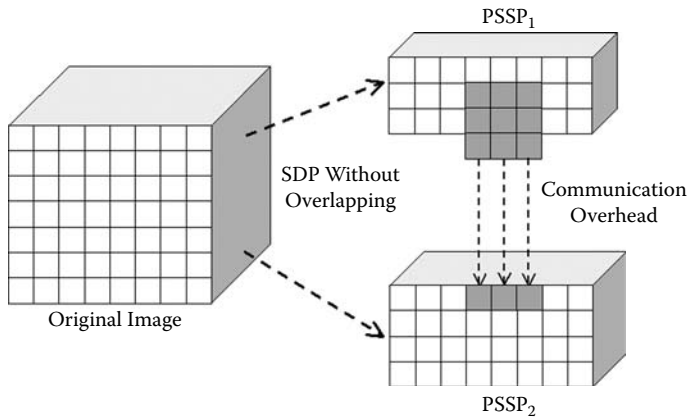 PSSP₁
SDP Without
Overlapping
Communication
Overhead
Original Image
PSSP₂